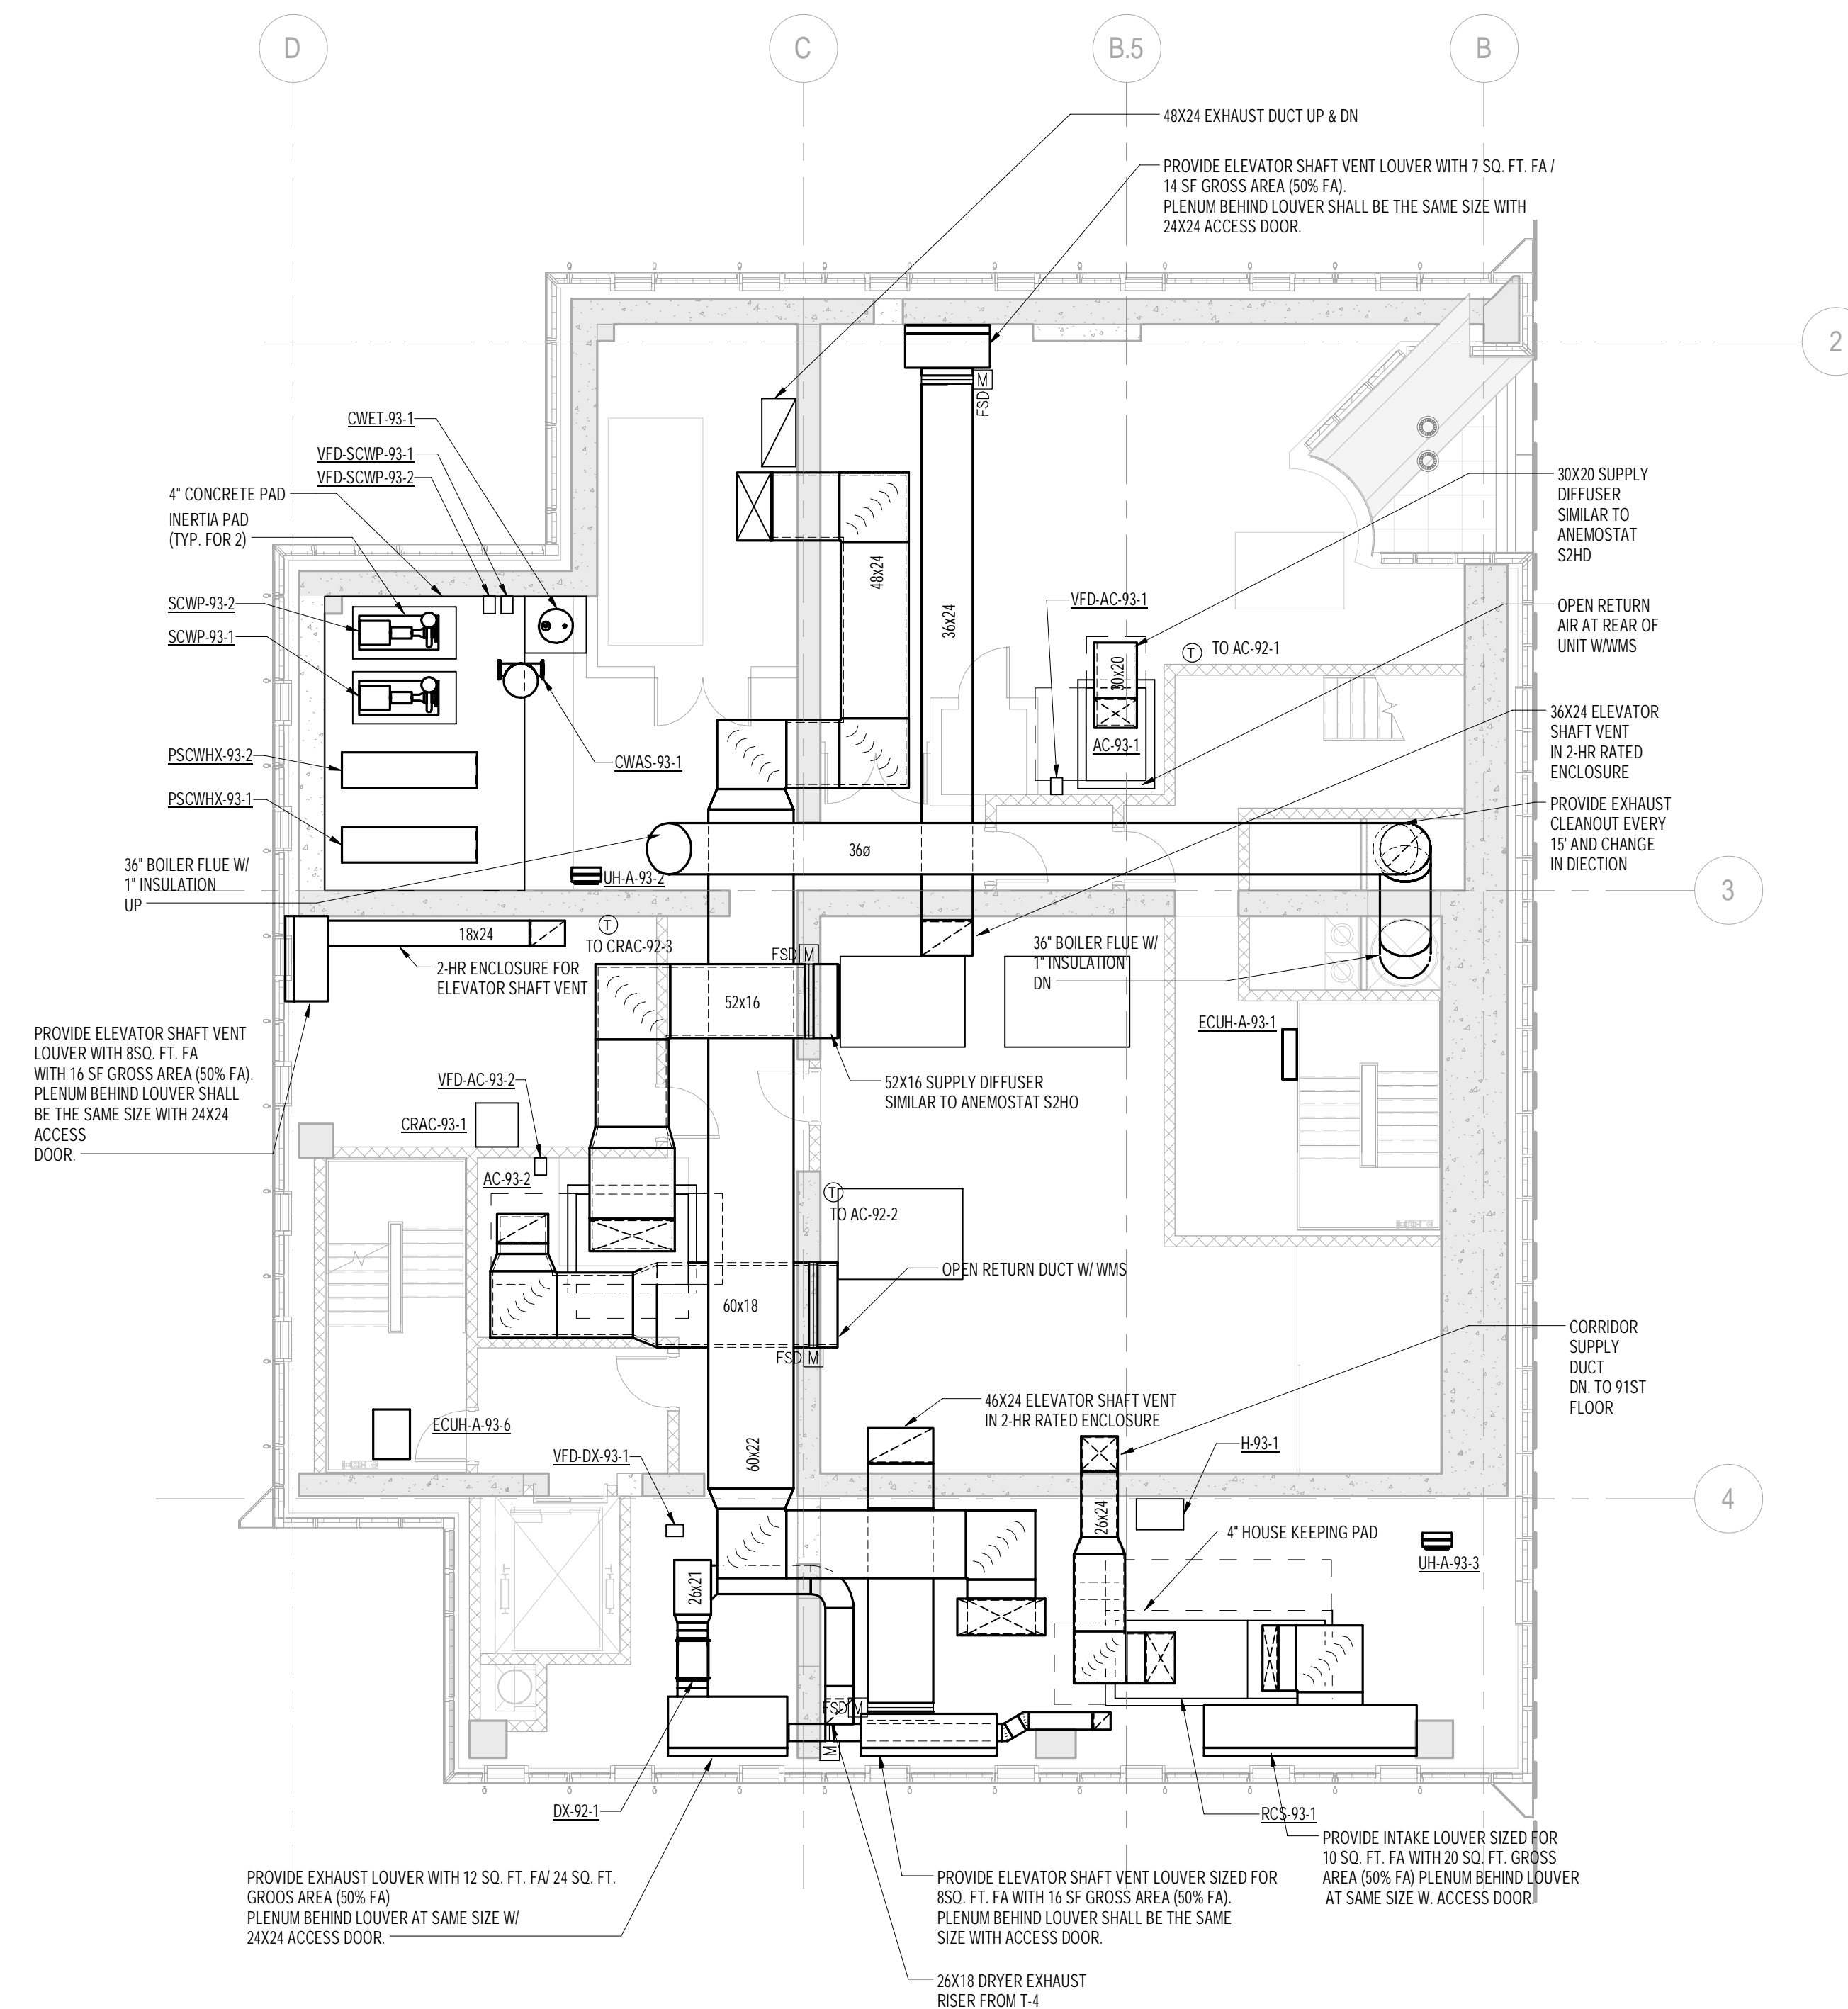 D
C
B.5
B
48X24 EXHAUST DUCT UP & DN
PROVIDE ELEVATOR SHAFT VENT LOUVER WITH 7 SQ. FT. FA /
14 SF GROSS AREA (50% FA).
PLENUM BEHIND LOUVER SHALL BE THE SAME SIZE WITH
24X24 ACCESS DOOR.
2
M
FSD
CWET-93-1
VFD-SCWP-93-1
VFD-SCWP-93-2
4" CONCRETE PAD
INERTIA PAD
(TYP. FOR 2)
SCWP-93-2
SCWP-93-1
PSCWHX-93-2
PSCWHX-93-1
CWAS-93-1
48x24
36x24
30X20 SUPPLY
DIFFUSER
SIMILAR TO
ANEMOSTAT
S2HD
VFD-AC-93-1
T
TO AC-92-1
30x20
AC-93-1
OPEN RETURN
AIR AT REAR OF
UNIT W/WMS
36X24 ELEVATOR
SHAFT VENT
IN 2-HR RATED
ENCLOSURE
PROVIDE EXHAUST
CLEANOUT EVERY
15' AND CHANGE
IN DIECTION
36ø
36" BOILER FLUE W/
1" INSULATION
UP
UH-A-93-2
3
18x24
T
TO CRAC-92-3
2-HR ENCLOSURE FOR
ELEVATOR SHAFT VENT
FSD M
52x16
36" BOILER FLUE W/
1" INSULATION
DN
ECUH-A-93-1
PROVIDE ELEVATOR SHAFT VENT
LOUVER WITH 8SQ. FT. FA
WITH 16 SF GROSS AREA (50% FA).
PLENUM BEHIND LOUVER SHALL
BE THE SAME SIZE WITH 24X24
ACCESS
DOOR.
VFD-AC-93-2
CRAC-93-1
52X16 SUPPLY DIFFUSER
SIMILAR TO ANEMOSTAT S2HO
AC-93-2
T
TO AC-92-2
OPEN RETURN DUCT W/ WMS
60x18
FSD M
CORRIDOR
SUPPLY
DUCT
DN. TO 91ST
FLOOR
46X24 ELEVATOR SHAFT VENT
IN 2-HR RATED ENCLOSURE
ECUH-A-93-6
VFD-DX-93-1
60x22
H-93-1
4
26x24
4" HOUSE KEEPING PAD
UH-A-93-3
26x21
FSD M
M
DX-92-1
RCS-93-1
PROVIDE INTAKE LOUVER SIZED FOR
10 SQ. FT. FA WITH 20 SQ. FT. GROSS
AREA (50% FA) PLENUM BEHIND LOUVER
AT SAME SIZE W. ACCESS DOOR.
PROVIDE EXHAUST LOUVER WITH 12 SQ. FT. FA/ 24 SQ. FT.
GROOS AREA (50% FA)
PLENUM BEHIND LOUVER AT SAME SIZE W/
24X24 ACCESS DOOR.
PROVIDE ELEVATOR SHAFT VENT LOUVER SIZED FOR
8SQ. FT. FA WITH 16 SF GROSS AREA (50% FA).
PLENUM BEHIND LOUVER SHALL BE THE SAME
SIZE WITH ACCESS DOOR.
26X18 DRYER EXHAUST
RISER FROM T-4